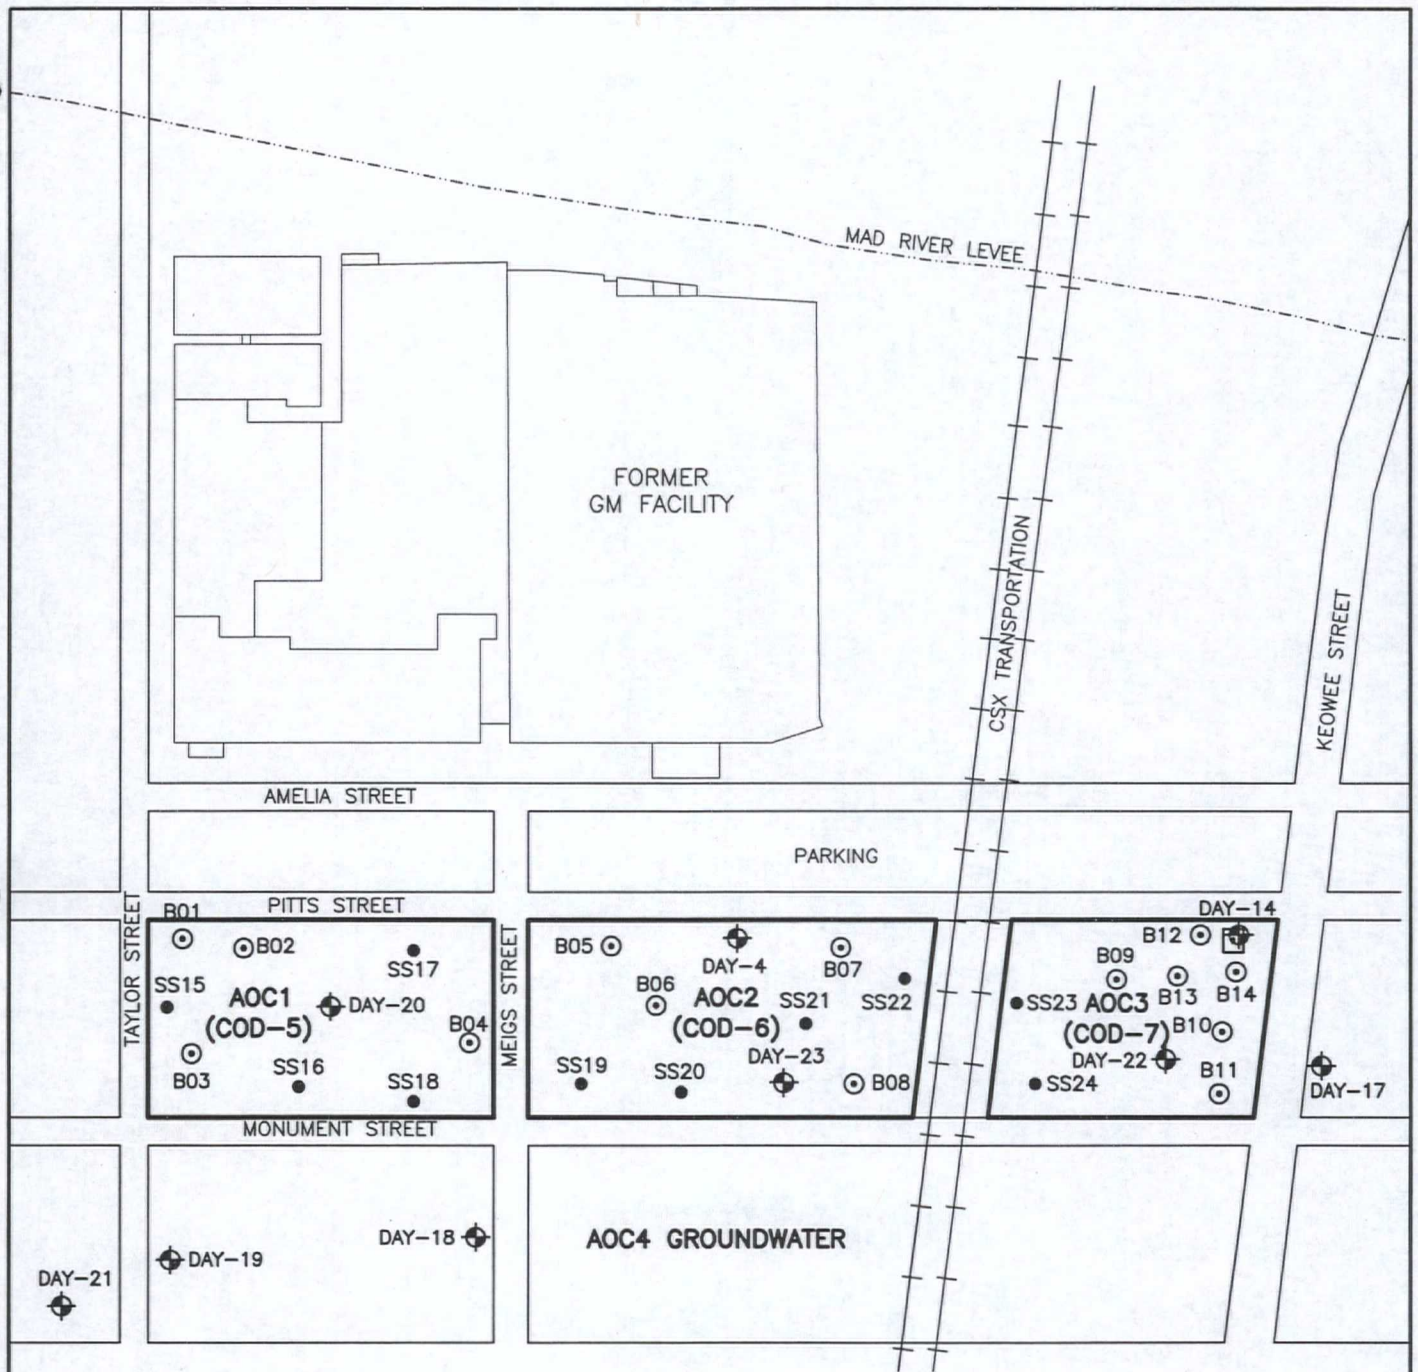 MAD RIVER LEVEE
FORMER
GM FACILITY
CSX TRANSPORTATION
KEOWEE STREET
AMELIA STREET
PARKING
TAYLOR STREET
PITTS STREET
MEIGS STREET
B01
B02
SS17
SS15
AOC1
(COD-5)
DAY-20
B04
B03
SS16
SS18
B05
DAY-4
B07
B06
AOC2
(COD-6)
SS21
SS22
DAY-23
SS19
SS20
B08
DAY-14
B12
B09
B13
B14
SS23
AOC3
(COD-7)
B10
DAY-22
SS24
B11
DAY-17
MONUMENT STREET
DAY-18
DAY-19
DAY-21
AOC4 GROUNDWATER